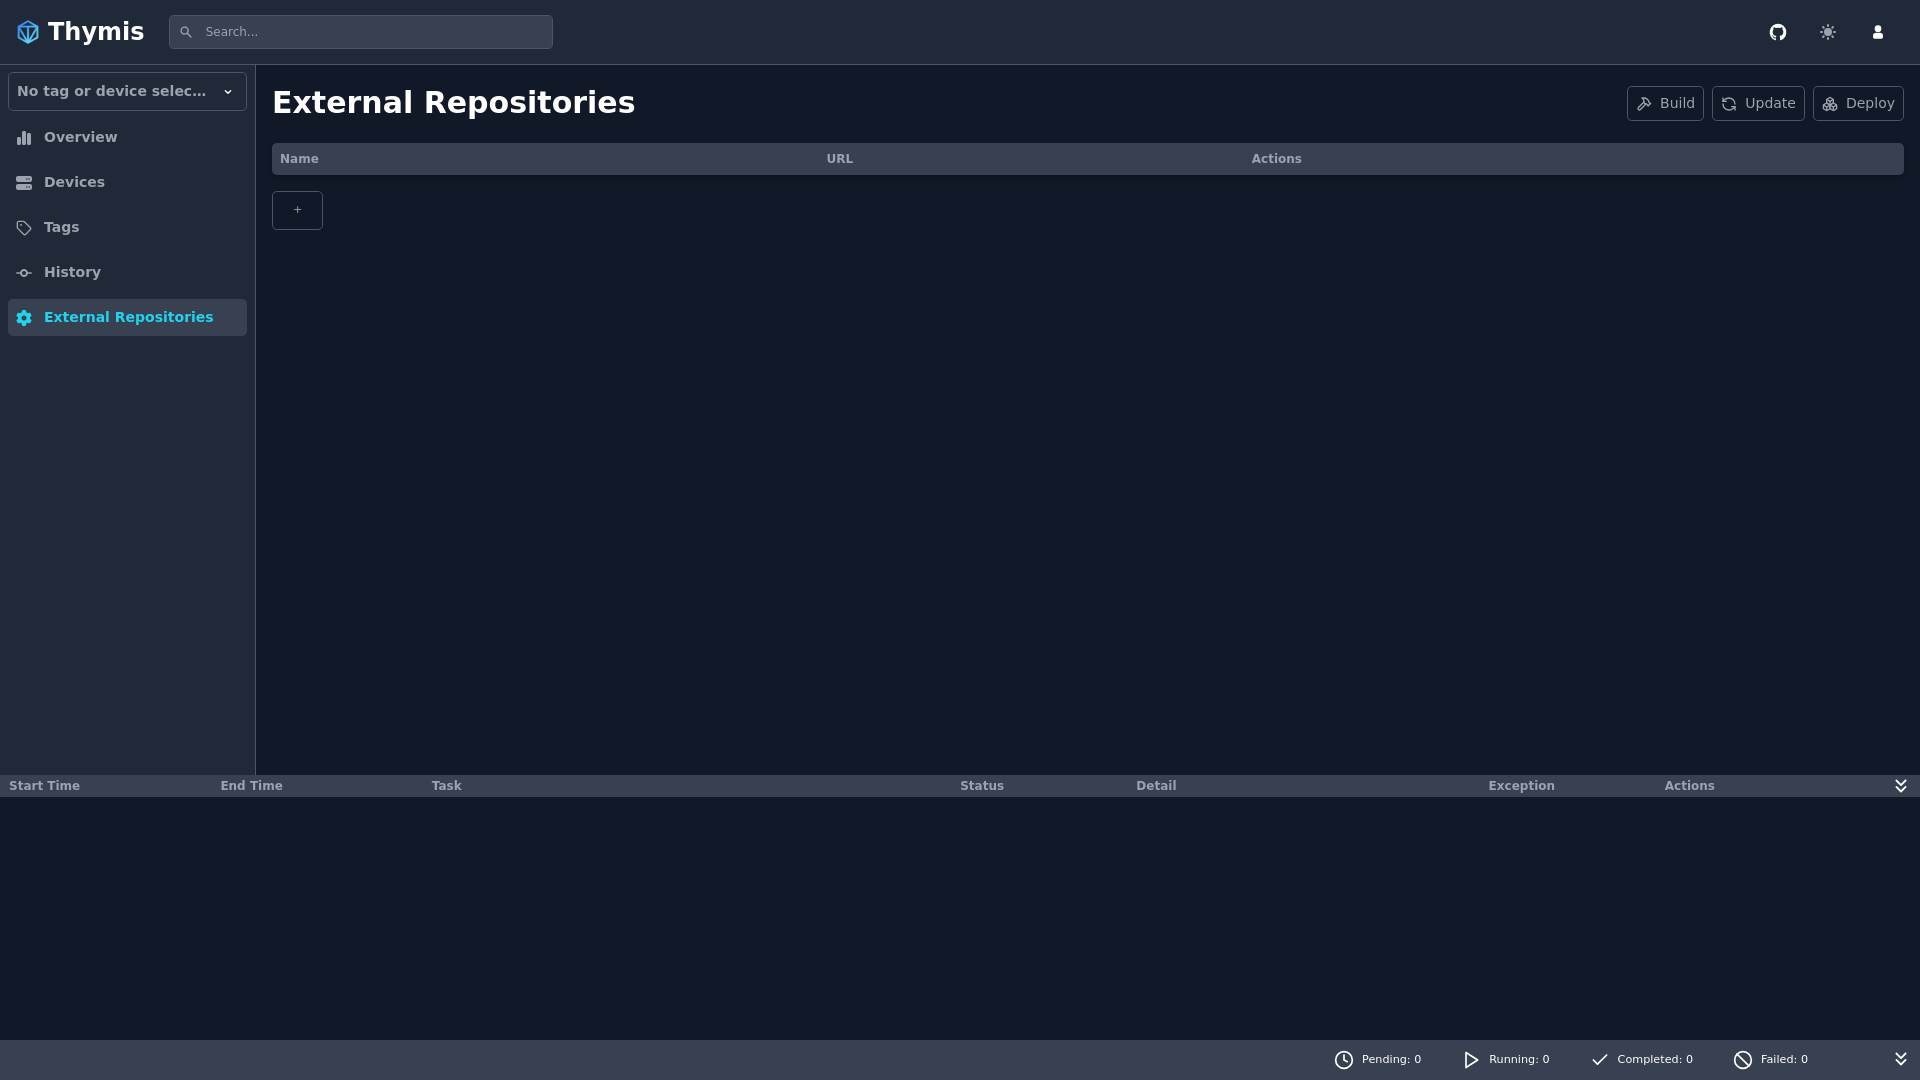 Thymis
Search...
No tag or device selec...
Overview
Devices
Tags
History
External Repositories
External Repositories
Build
Update
Deploy
Name URL Actions
+
Start Time End Time Task Status Detail Exception Actions
Pending: 0 Running: 0 Completed: 0 Failed: 0